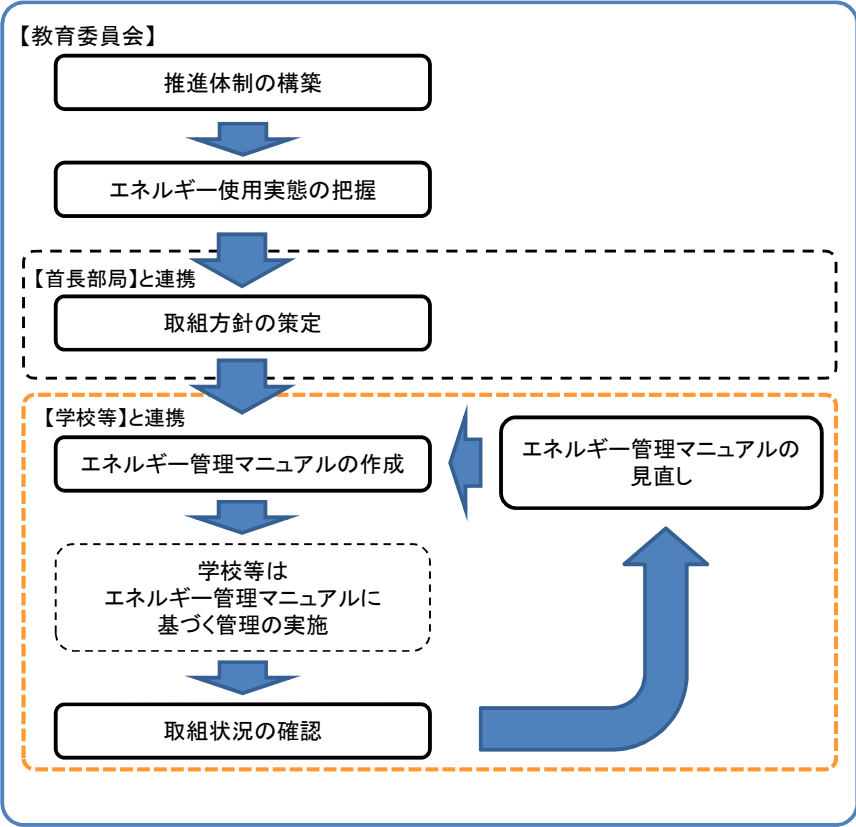 【教育委員会】
推進体制の構築
エネルギー使用実態の把握
【首長部局】と連携
取組方針の策定
【学校等】と連携
エネルギー管理マニュアルの作成
エネルギー管理マニュアルの
見直し
学校等は
エネルギー管理マニュアルに
基づく管理の実施
取組状況の確認